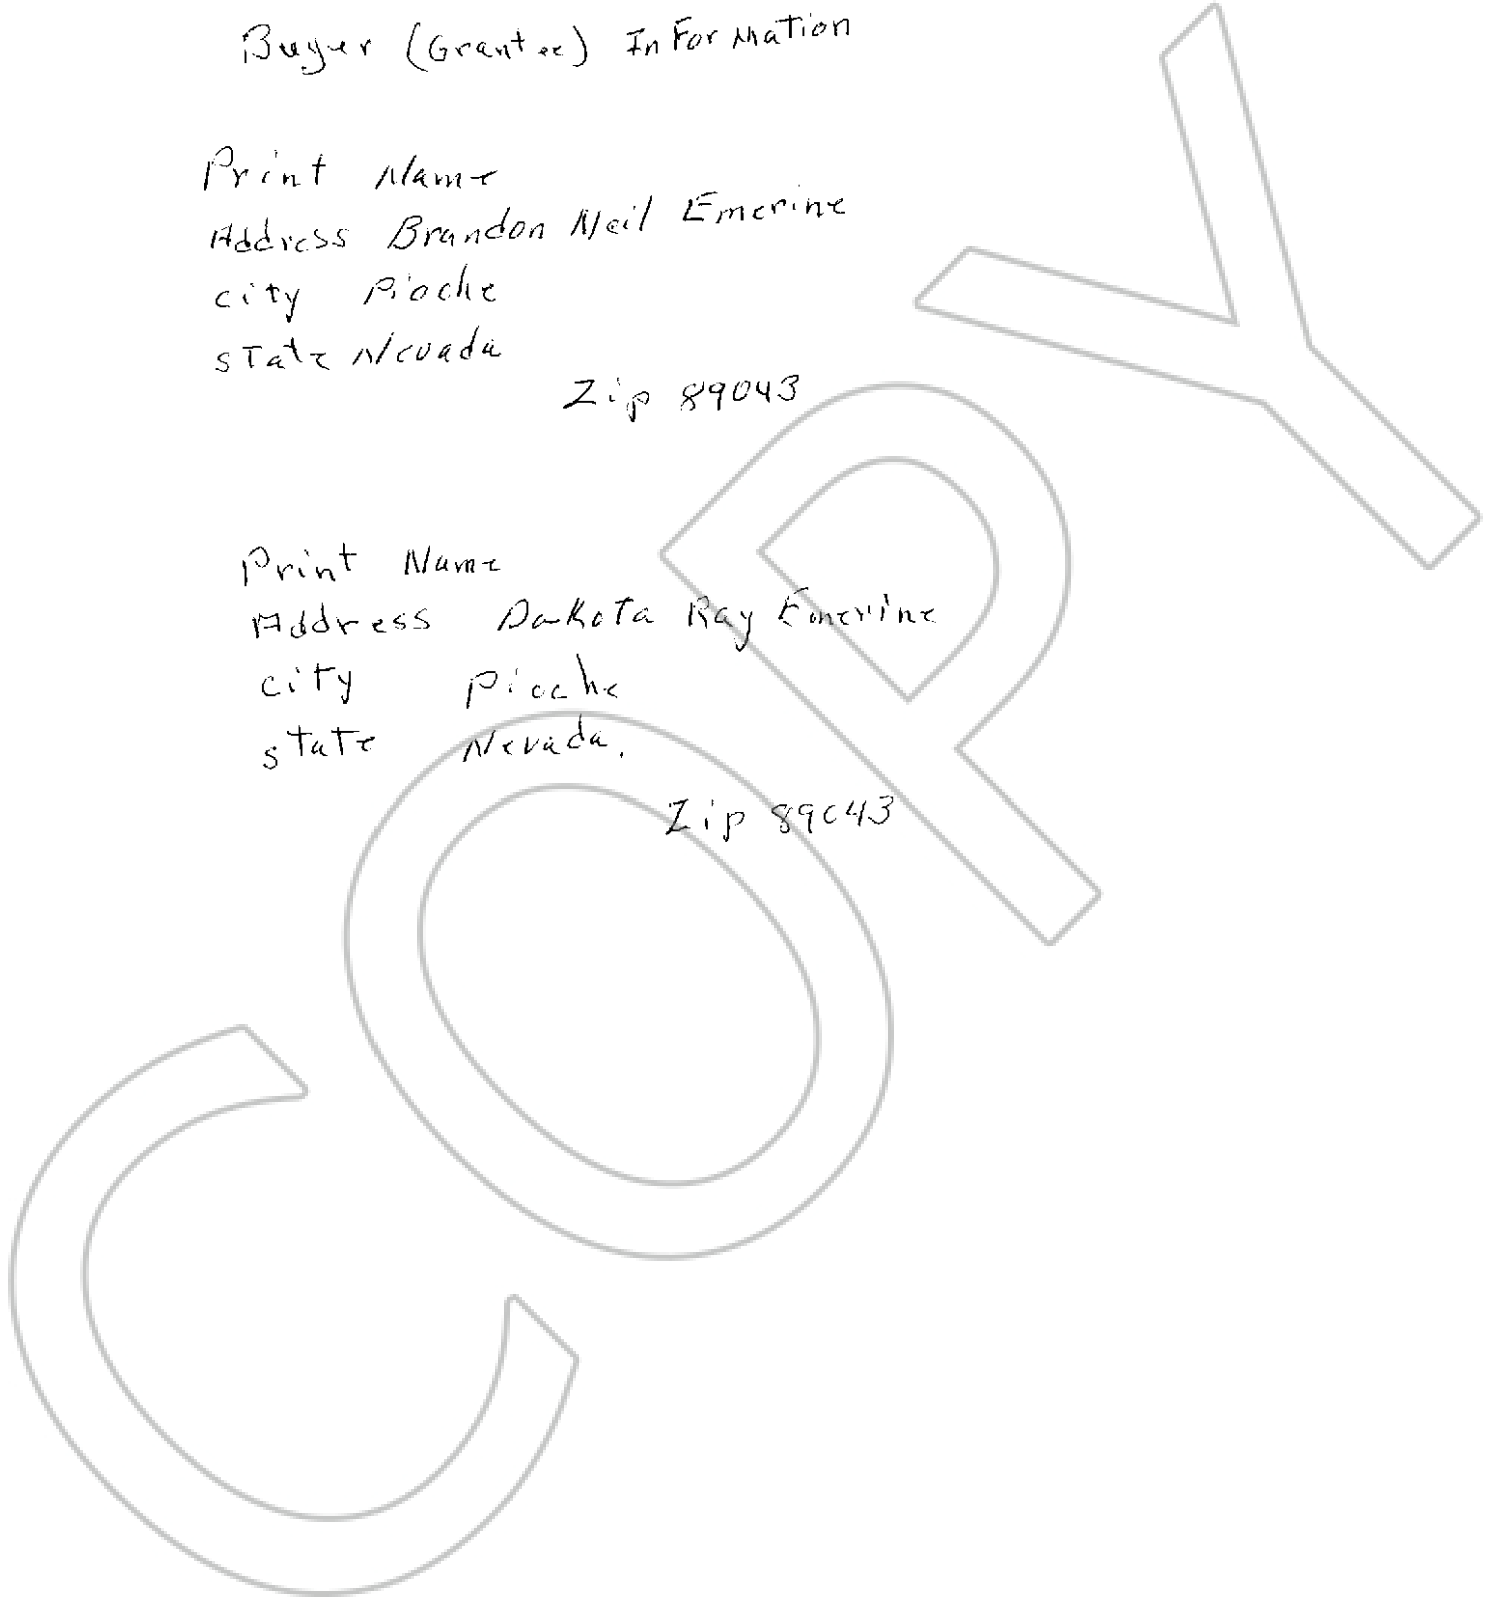 Buyer (Grantee) InForMation
Print Name
Address Brandon Neil Emerine
city Pioche
state Nevada
Zip 89043
Print Name
Address Dakota Ray Emerine
city Pioche
state Nevada.
Zip 89043
COPY